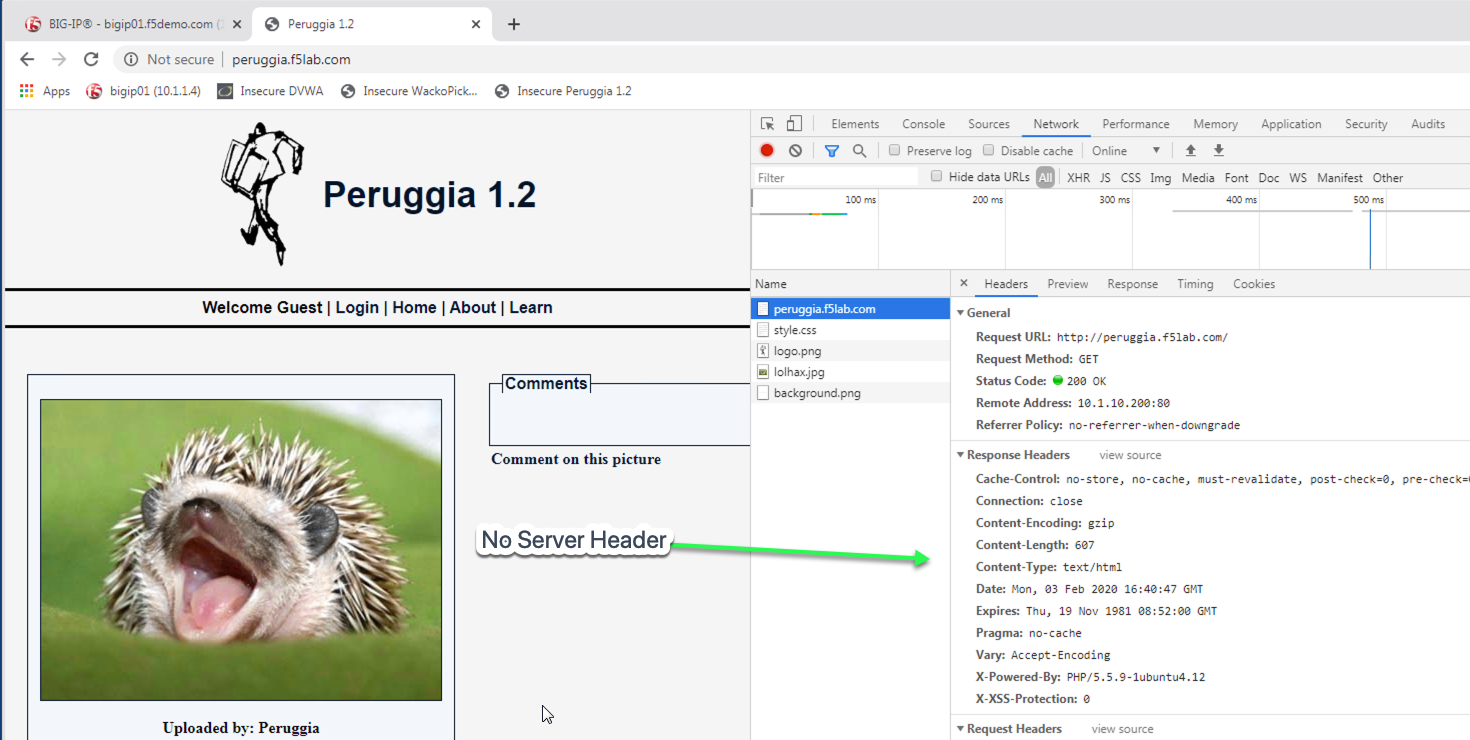 BIG-IP® - bigip01.f5demo.com (
Peruggia 1.2
Not secure | peruggia.f5lab.com
Apps
bigip01 (10.1.1.4)
Insecure DVWA
Insecure WackoPick...
Insecure Peruggia 1.2
Peruggia 1.2
Welcome Guest | Login | Home | About | Learn
Comments
Comment on this picture
Uploaded by: Peruggia
No Server Header
Elements Console Sources Network Performance Memory Application Security Audits
Preserve log Disable cache Online
Filter Hide data URLs All XHR JS CSS Img Media Font Doc WS Manifest Other
100 ms 200 ms 300 ms 400 ms 500 ms
Name
peruggia.f5lab.com
style.css
logo.png
lolhax.jpg
background.png
Headers Preview Response Timing Cookies
General
Request URL: http://peruggia.f5lab.com/
Request Method: GET
Status Code: 200 OK
Remote Address: 10.1.10.200:80
Referrer Policy: no-referrer-when-downgrade
Response Headers view source
Cache-Control: no-store, no-cache, must-revalidate, post-check=0, pre-check=
Connection: close
Content-Encoding: gzip
Content-Length: 607
Content-Type: text/html
Date: Mon, 03 Feb 2020 16:40:47 GMT
Expires: Thu, 19 Nov 1981 08:52:00 GMT
Pragma: no-cache
Vary: Accept-Encoding
X-Powered-By: PHP/5.5.9-1ubuntu4.12
X-XSS-Protection: 0
Request Headers view source